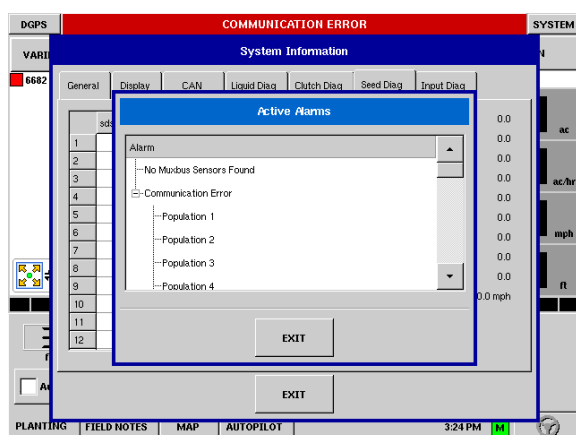 DGPS
COMMUNICATION ERROR
SYSTEM
System Information
6682
General
Display
CAN
Liquid Diag
Clutch Diag
Seed Diag
Input Diag
Active Alarms
Alarm
No Muxbus Sensors Found
Communication Error
Population 1
Population 2
Population 3
Population 4
EXIT
1
2
3
4
5
6
7
8
9
10
11
12
0.0
0.0
0.0
0.0
0.0
0.0
0.0
0.0
0.0
0.0 mph
ac
ac/hr
mph
ft
EXIT
PLANTING
FIELD NOTES
MAP
AUTOPILOT
3:24 PM
M